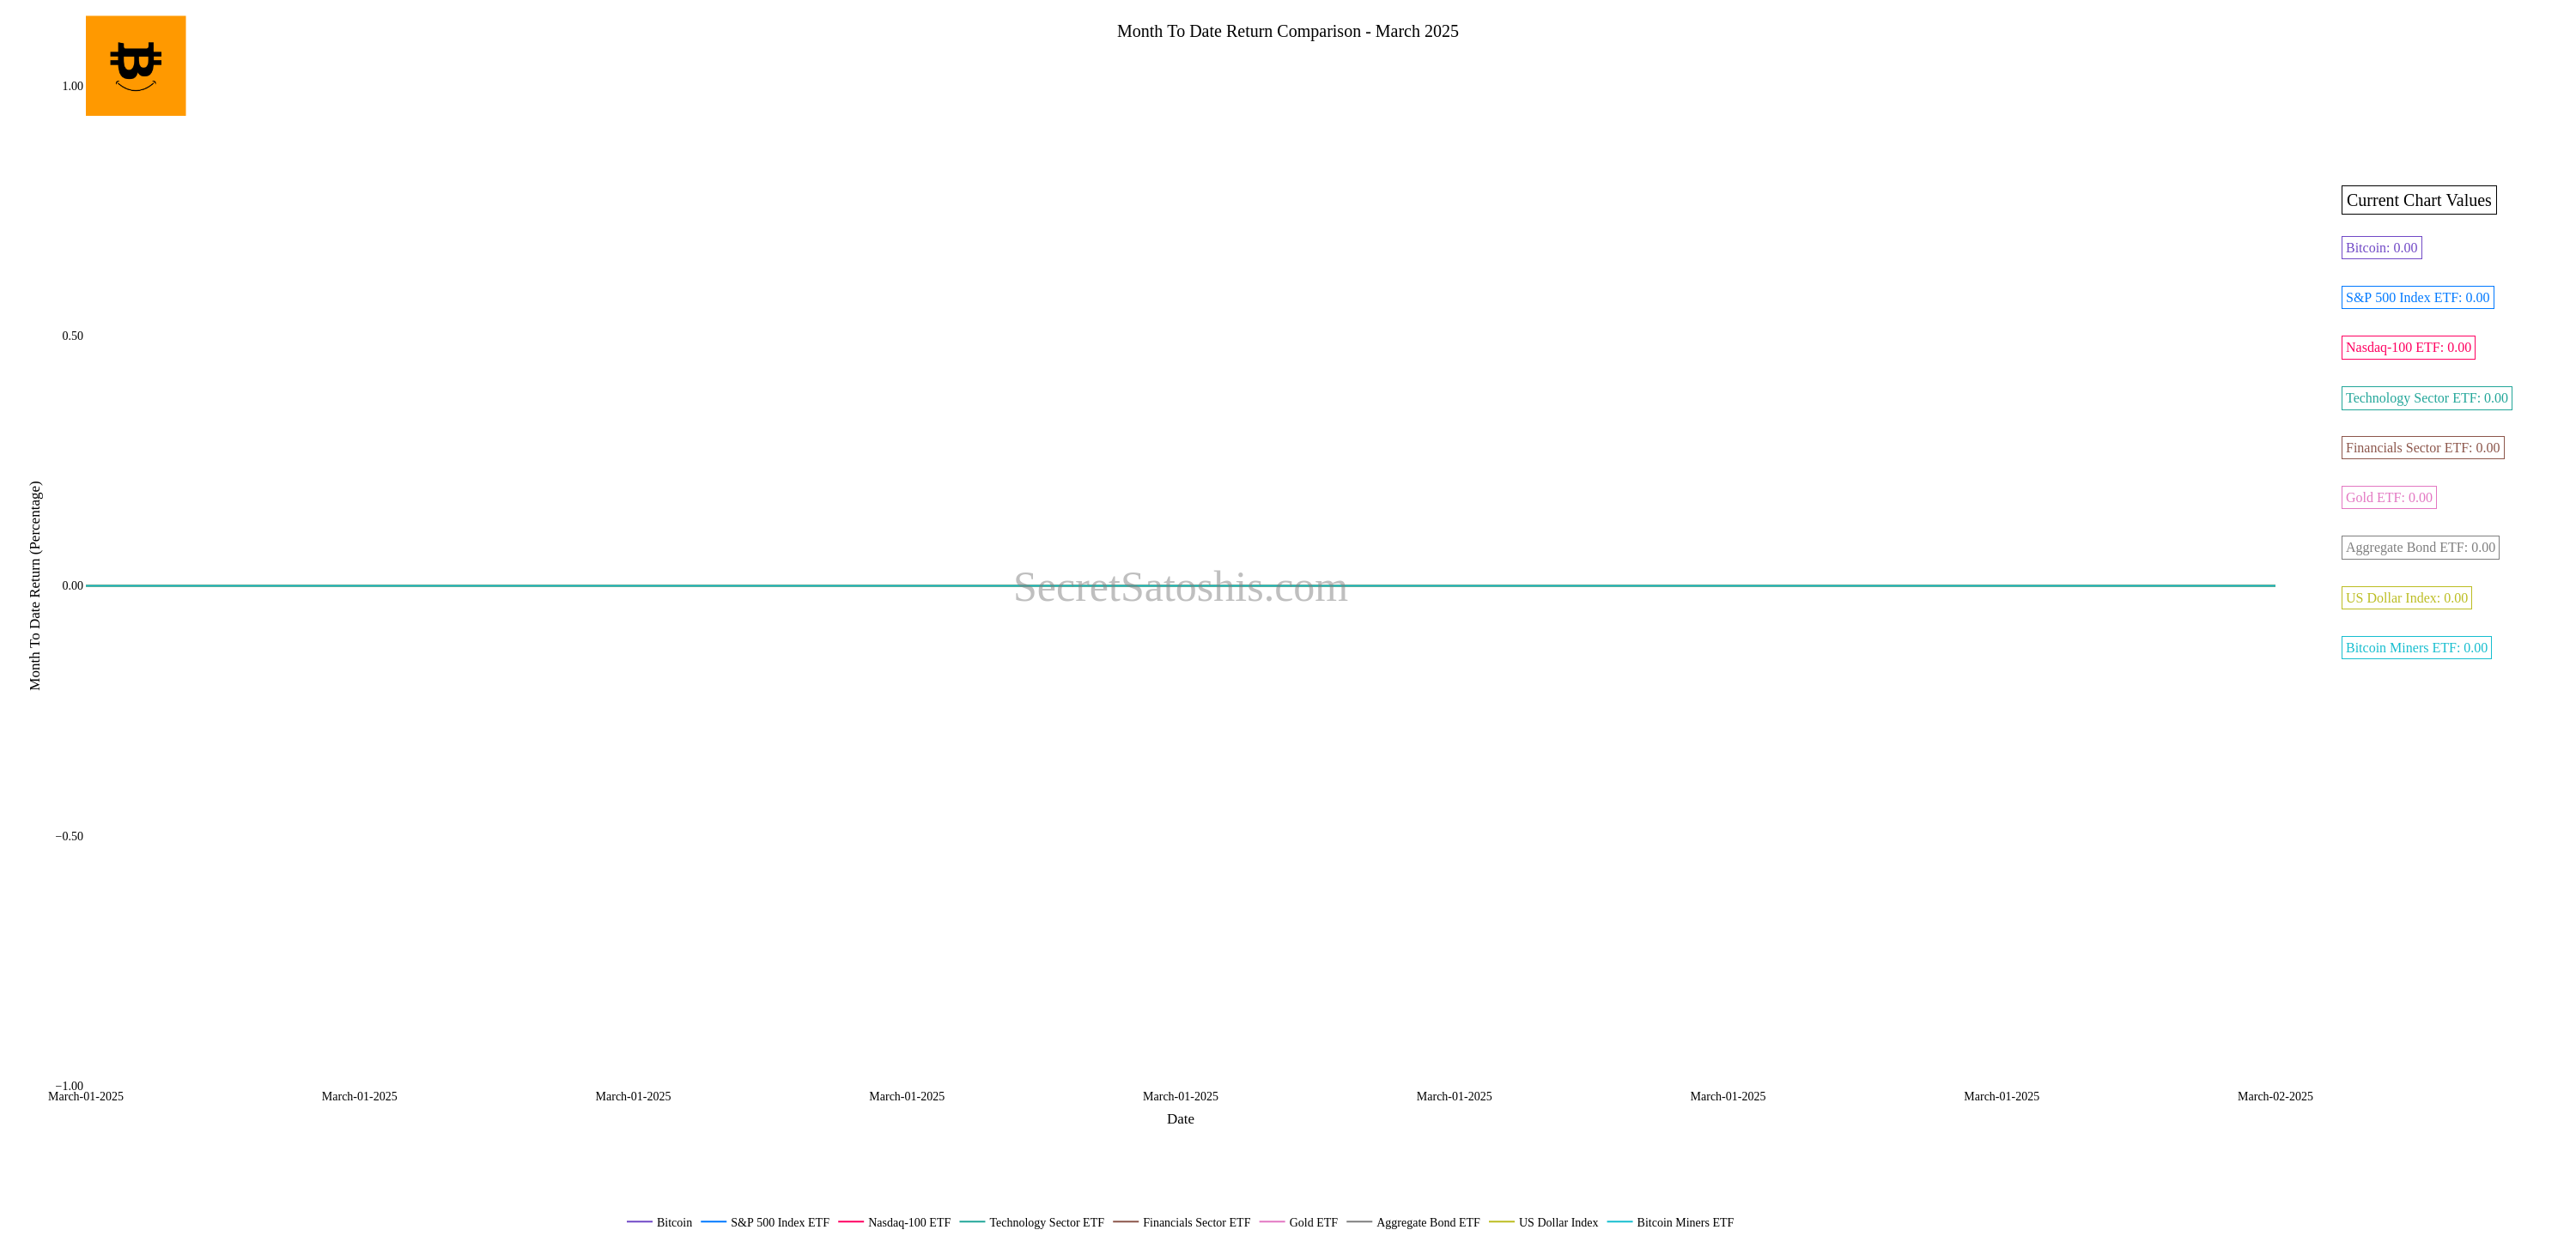 Month To Date Return Comparison - March 2025
1.00
0.50
0.00
−0.50
−1.00
Month To Date Return (Percentage)
SecretSatoshis.com
Current Chart Values
Bitcoin: 0.00
S&P 500 Index ETF: 0.00
Nasdaq-100 ETF: 0.00
Technology Sector ETF: 0.00
Financials Sector ETF: 0.00
Gold ETF: 0.00
Aggregate Bond ETF: 0.00
US Dollar Index: 0.00
Bitcoin Miners ETF: 0.00
March-01-2025 March-01-2025 March-01-2025 March-01-2025 March-01-2025 March-01-2025 March-01-2025 March-01-2025 March-02-2025
Date
Bitcoin S&P 500 Index ETF Nasdaq-100 ETF Technology Sector ETF Financials Sector ETF Gold ETF Aggregate Bond ETF US Dollar Index Bitcoin Miners ETF